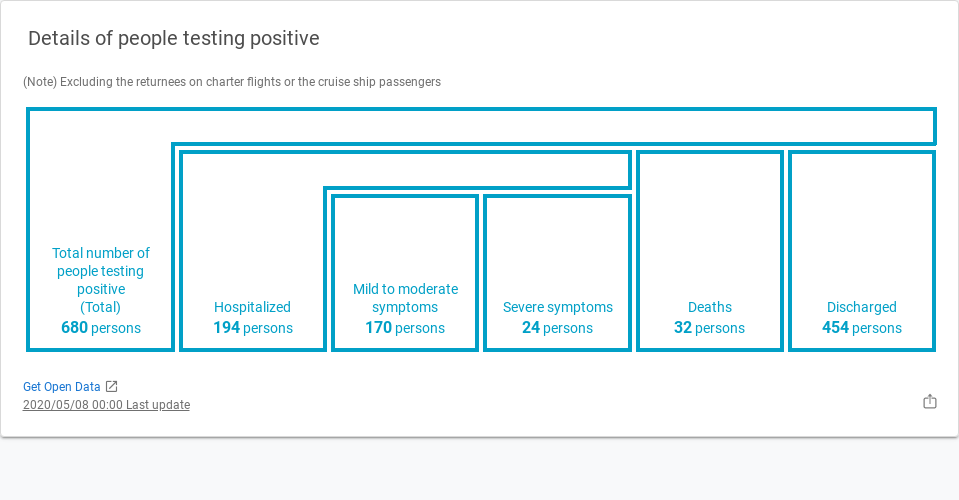 Details of people testing positive
(Note) Excluding the returnees on charter flights or the cruise ship passengers
Total number of
people testing
positive
(Total)
680 persons
Hospitalized
194 persons
Mild to moderate
symptoms
170 persons
Severe symptoms
24 persons
Deaths
32 persons
Discharged
454 persons
Get Open Data
2020/05/08 00:00 Last update